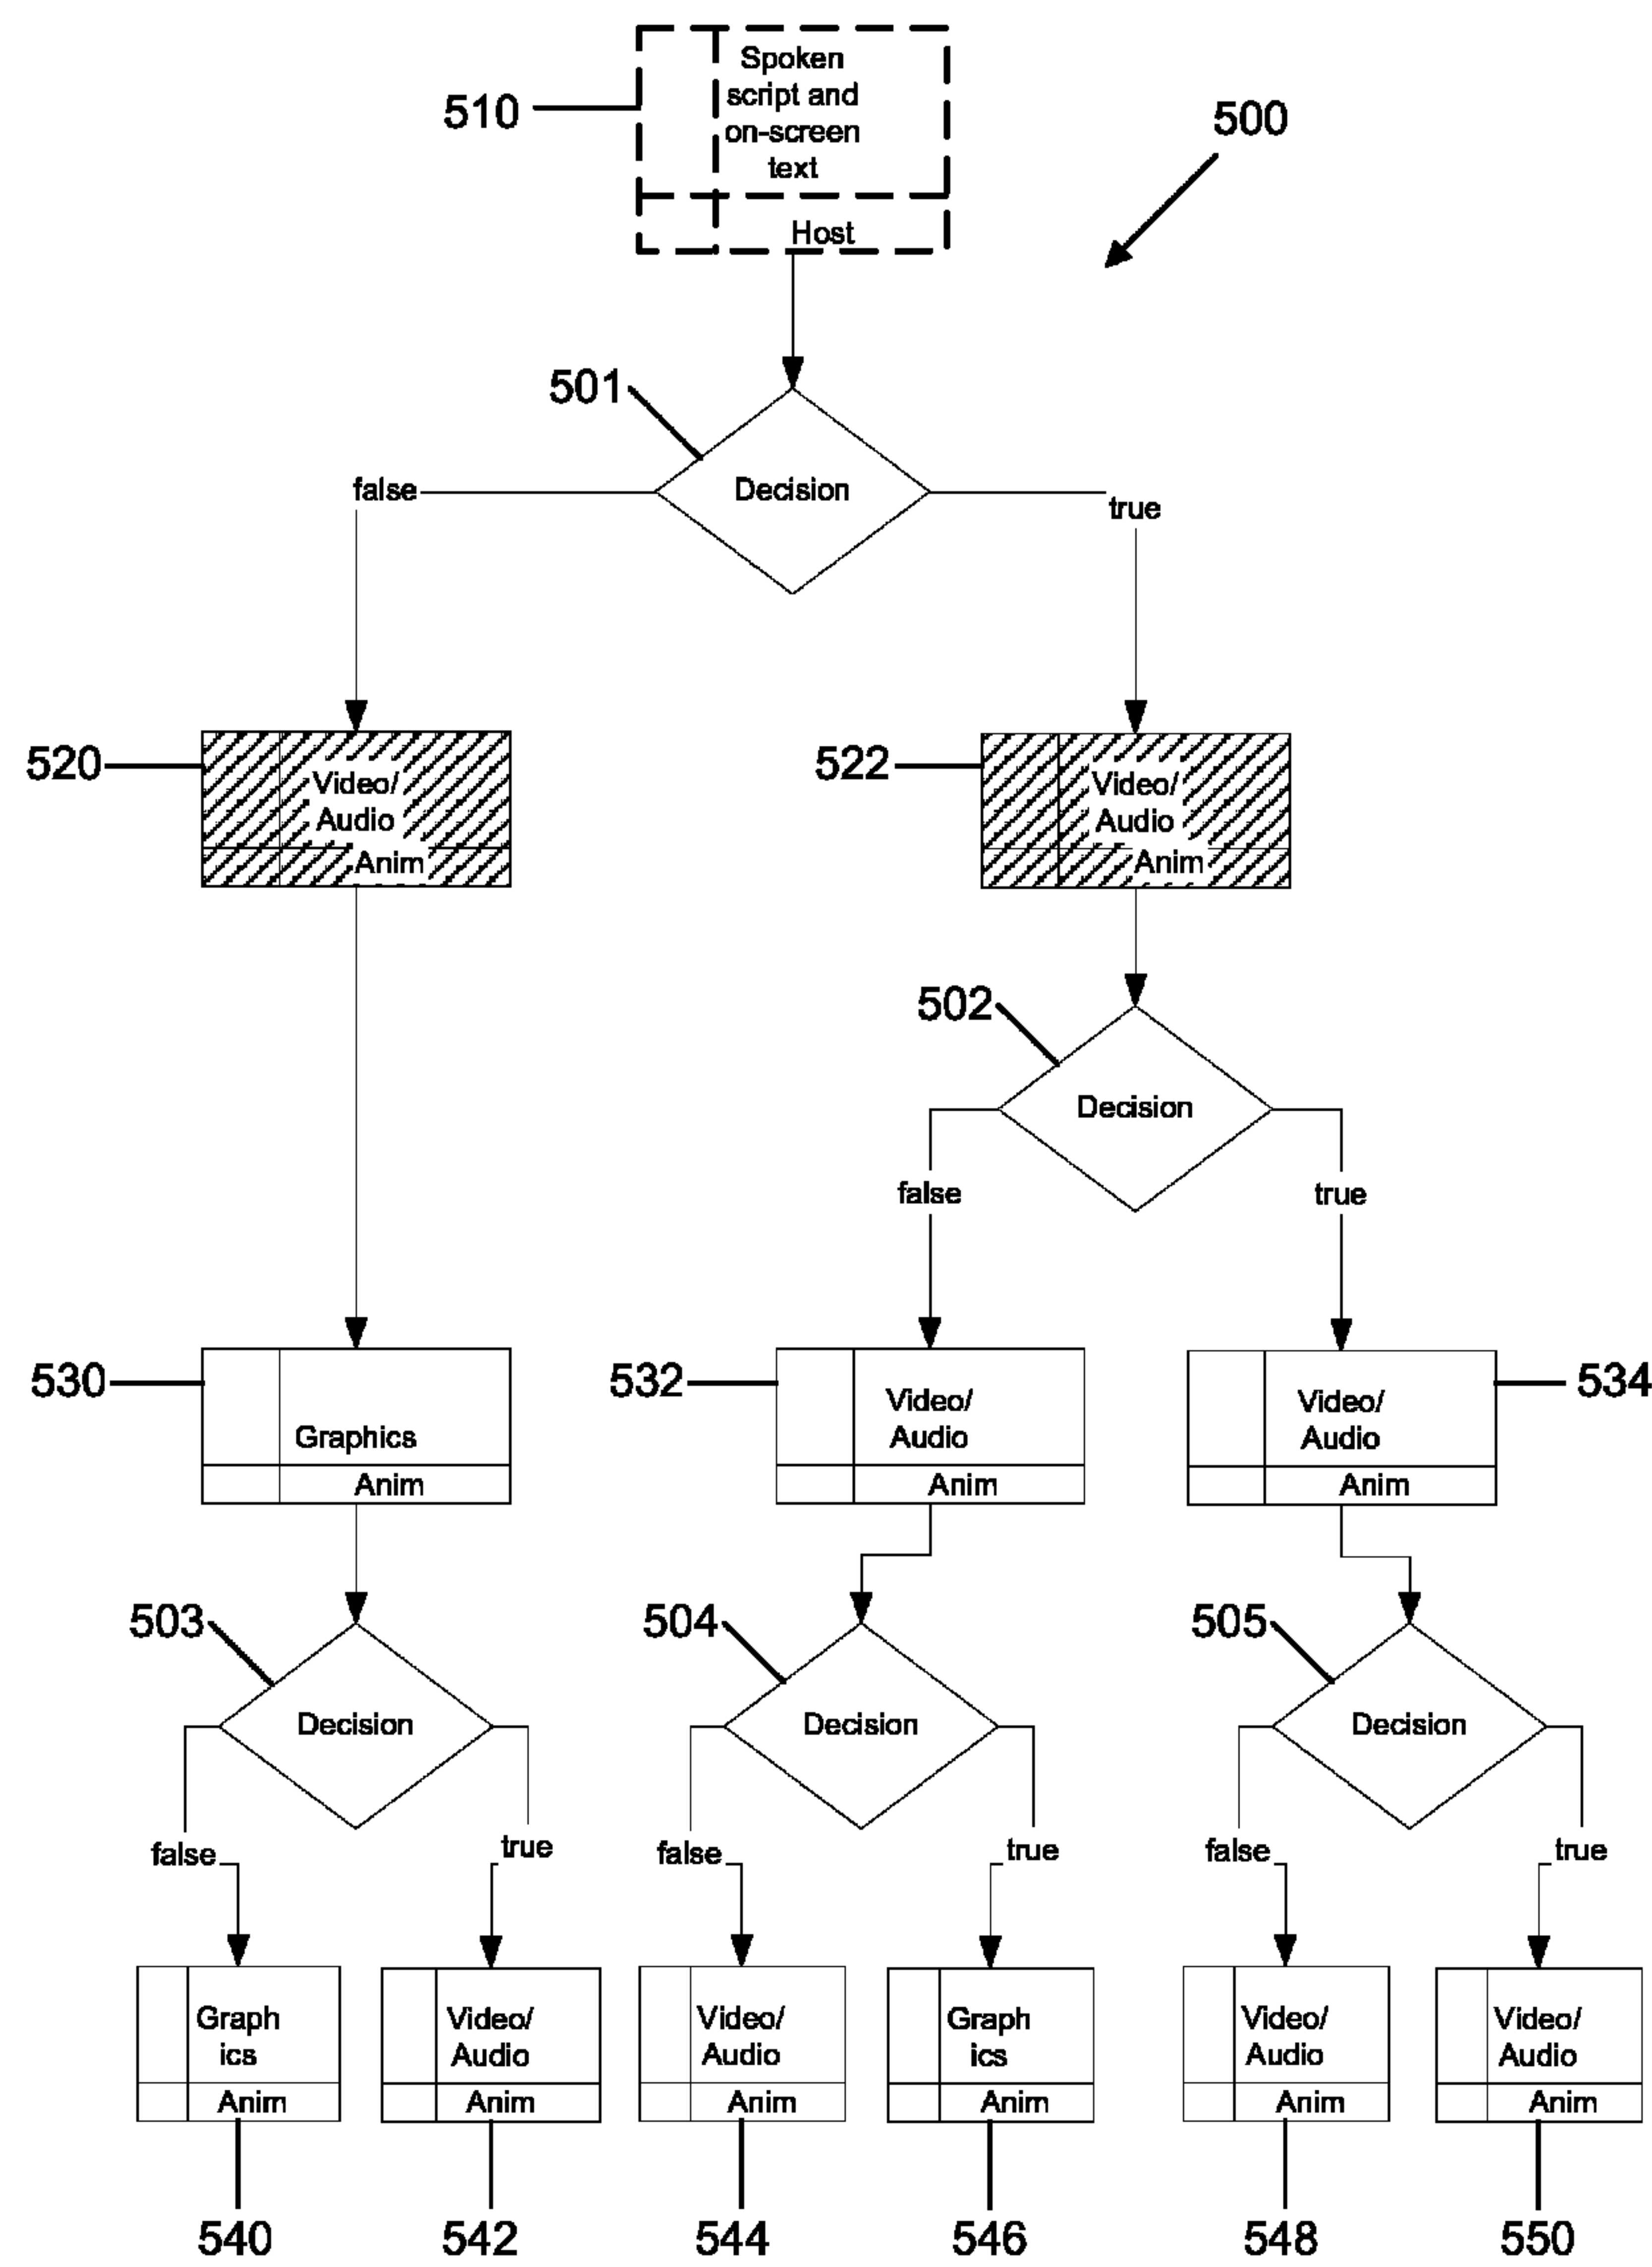 Spoken
script and
on-screen
text
Host
510
500
501
Decision
false
true
520
Video/
Audio
Anim
522
Video/
Audio
Anim
502
Decision
false
true
530
Graphics
Anim
532
Video/
Audio
Anim
534
Video/
Audio
Anim
503
Decision
false
true
504
Decision
false
true
505
Decision
false
true
Graph
ics
Anim
Video/
Audio
Anim
Video/
Audio
Anim
Graph
ics
Anim
Video/
Audio
Anim
Video/
Audio
Anim
540
542
544
546
548
550